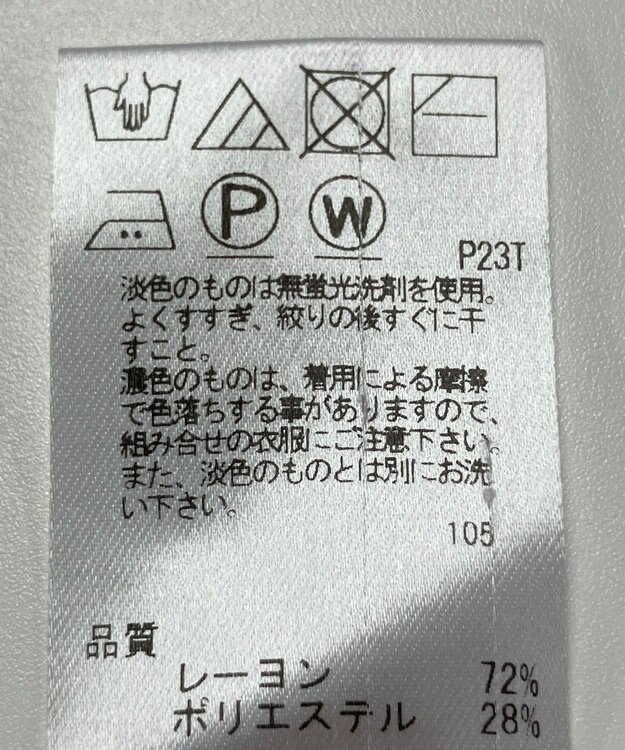 P
W
P23T
淡色のものは無蛍光洗剤を使用。
よくすすぎ、絞りの後すぐに干
すこと。
濃色のものは、着用による摩擦
で色落ちする事がありますので、
組み合せの衣服にご注意下さい。
また、淡色のものとは別にお洗
い下さい。
105
品質
レーヨン 72%
ポリエステル 28%